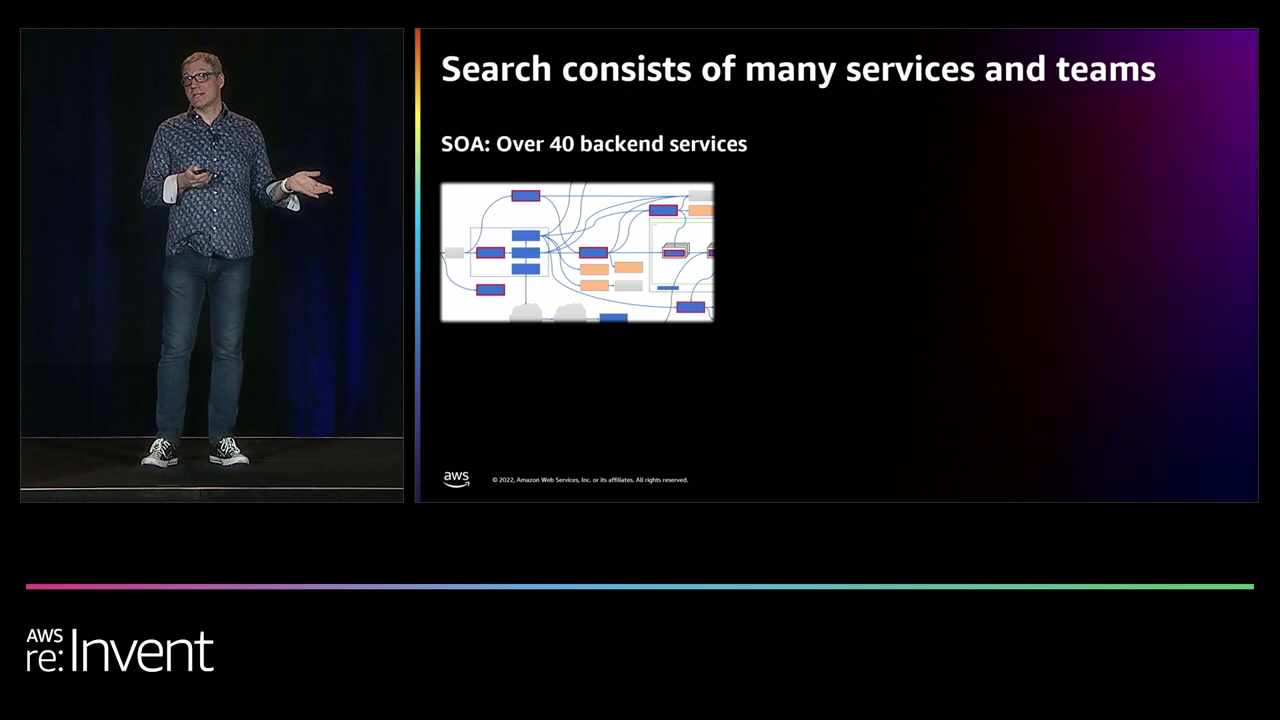 Search consists of many services and teams
SOA: Over 40 backend services
aws
© 2022, Amazon Web Services, Inc. or its affiliates. All rights reserved.
AWS
re:Invent